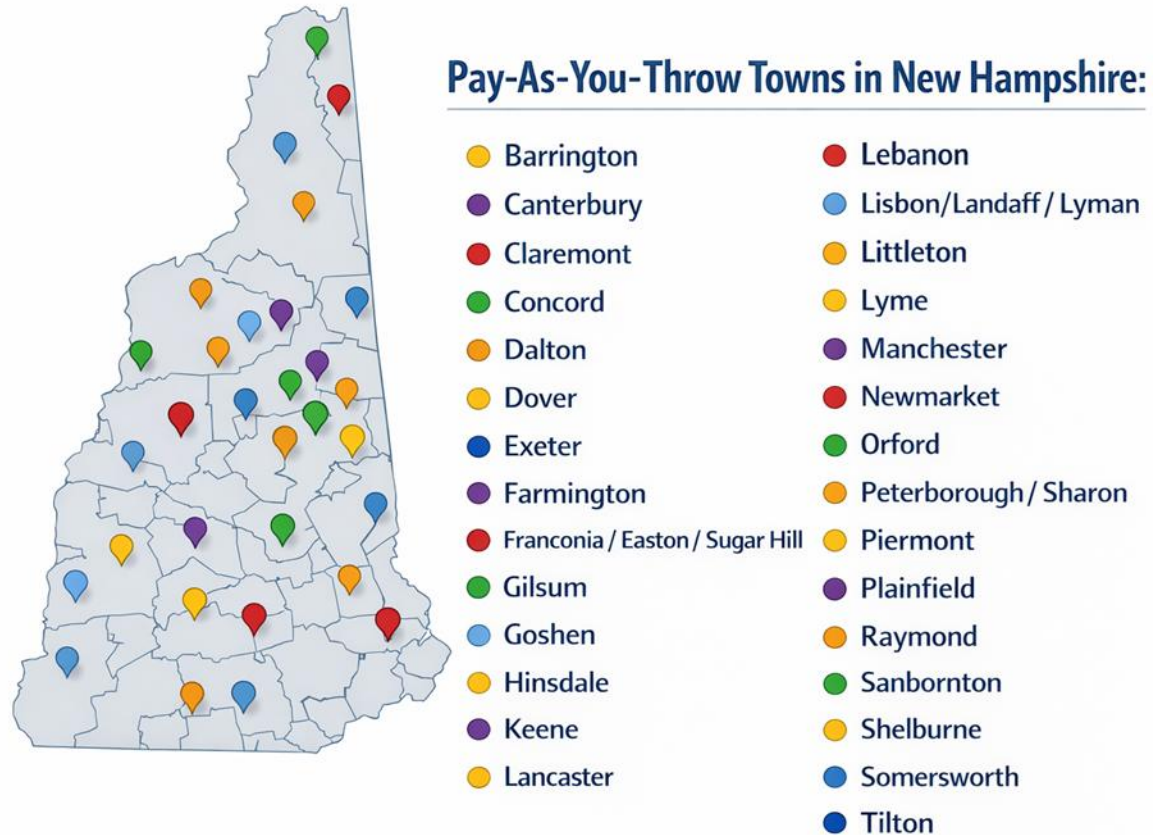 Pay-As-You-Throw Towns in New Hampshire:
Barrington
Canterbury
Claremont
Concord
Dalton
Dover
Exeter
Farmington
Franconia / Easton / Sugar Hill
Gilsum
Goshen
Hinsdale
Keene
Lancaster
Lebanon
Lisbon/Landaff / Lyman
Littleton
Lyme
Manchester
Newmarket
Orford
Peterborough / Sharon
Piermont
Plainfield
Raymond
Sanbornton
Shelburne
Somersworth
Tilton